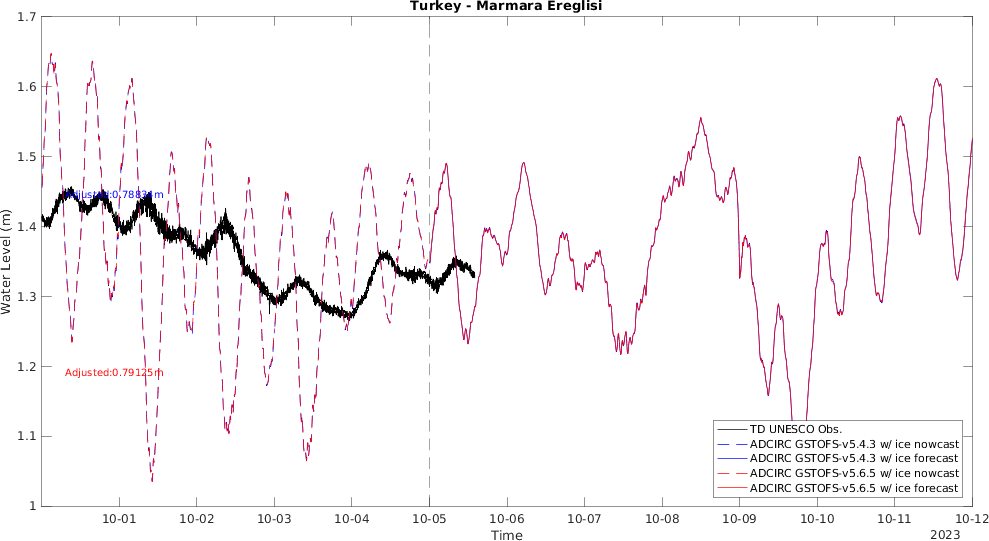 Turkey - Marmara Ereglisi
1.7
1.6
1.5
1.4
1.3
1.2
1.1
1
Water Level (m)
Adjusted:0.79125m
TD UNESCO Obs.
ADCIRC GSTOFS-v5.4.3 w/ ice nowcast
ADCIRC GSTOFS-v5.4.3 w/ ice forecast
ADCIRC GSTOFS-v5.6.5 w/ ice nowcast
ADCIRC GSTOFS-v5.6.5 w/ ice forecast
10-01 10-02 10-03 10-04 10-05 10-06 10-07 10-08 10-09 10-10 10-11 10-12
Time
2023